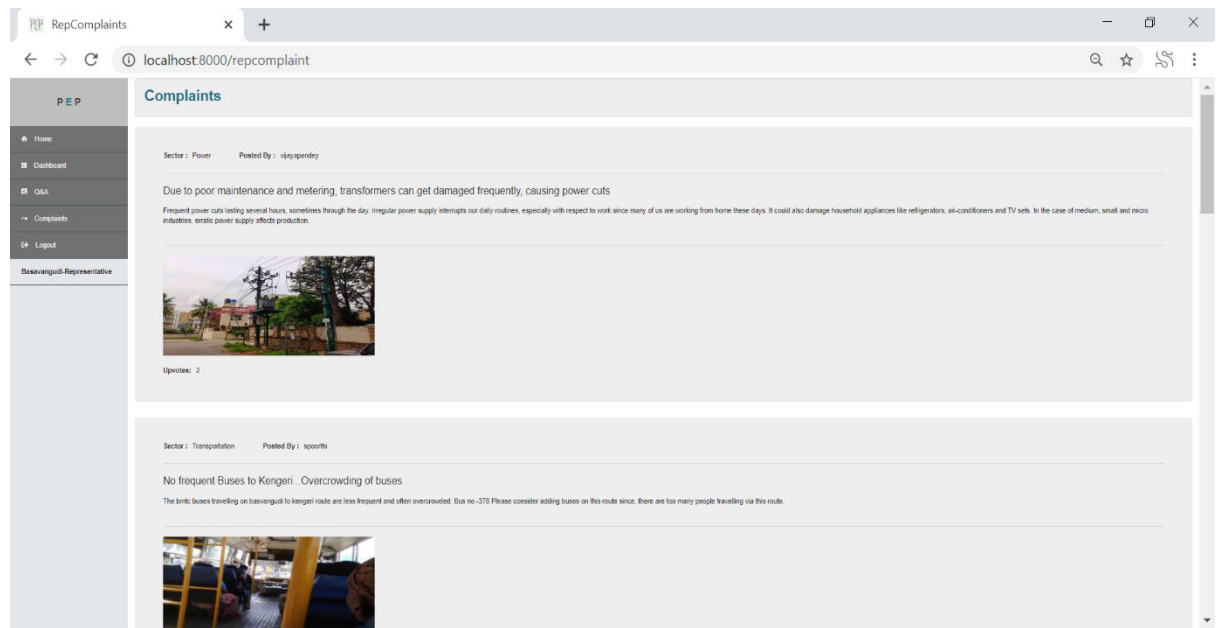 RepComplaints
localhost:8000/repcomplaint
PEP
Complaints
Home
Dashboard
Q&A
Complaints
Logout
Basavangudi-Representative
Sector : Power Posted By : vijayapandey
Due to poor maintenance and metering, transformers can get damaged frequently, causing power cuts
Frequent power cuts lasting several hours, sometimes through the day. Irregular power supply interrupts our daily routines, especially with respect to work since many of us are working from home these days. It could also damage household appliances like refrigerators, air-conditioners and TV sets. In the case of medium, small and micro
industries, erratic power supply affects production.
Upvotes: 2
Sector : Transportation Posted By : spoorthi
No frequent Buses to Kengeri...Overcrowding of buses
The bmtc buses travelling on basvangudi to kengeri route are less frequent and often overcrowded. Bus no -378 Please consider adding buses on this route since, there are too many people travelling via this route.